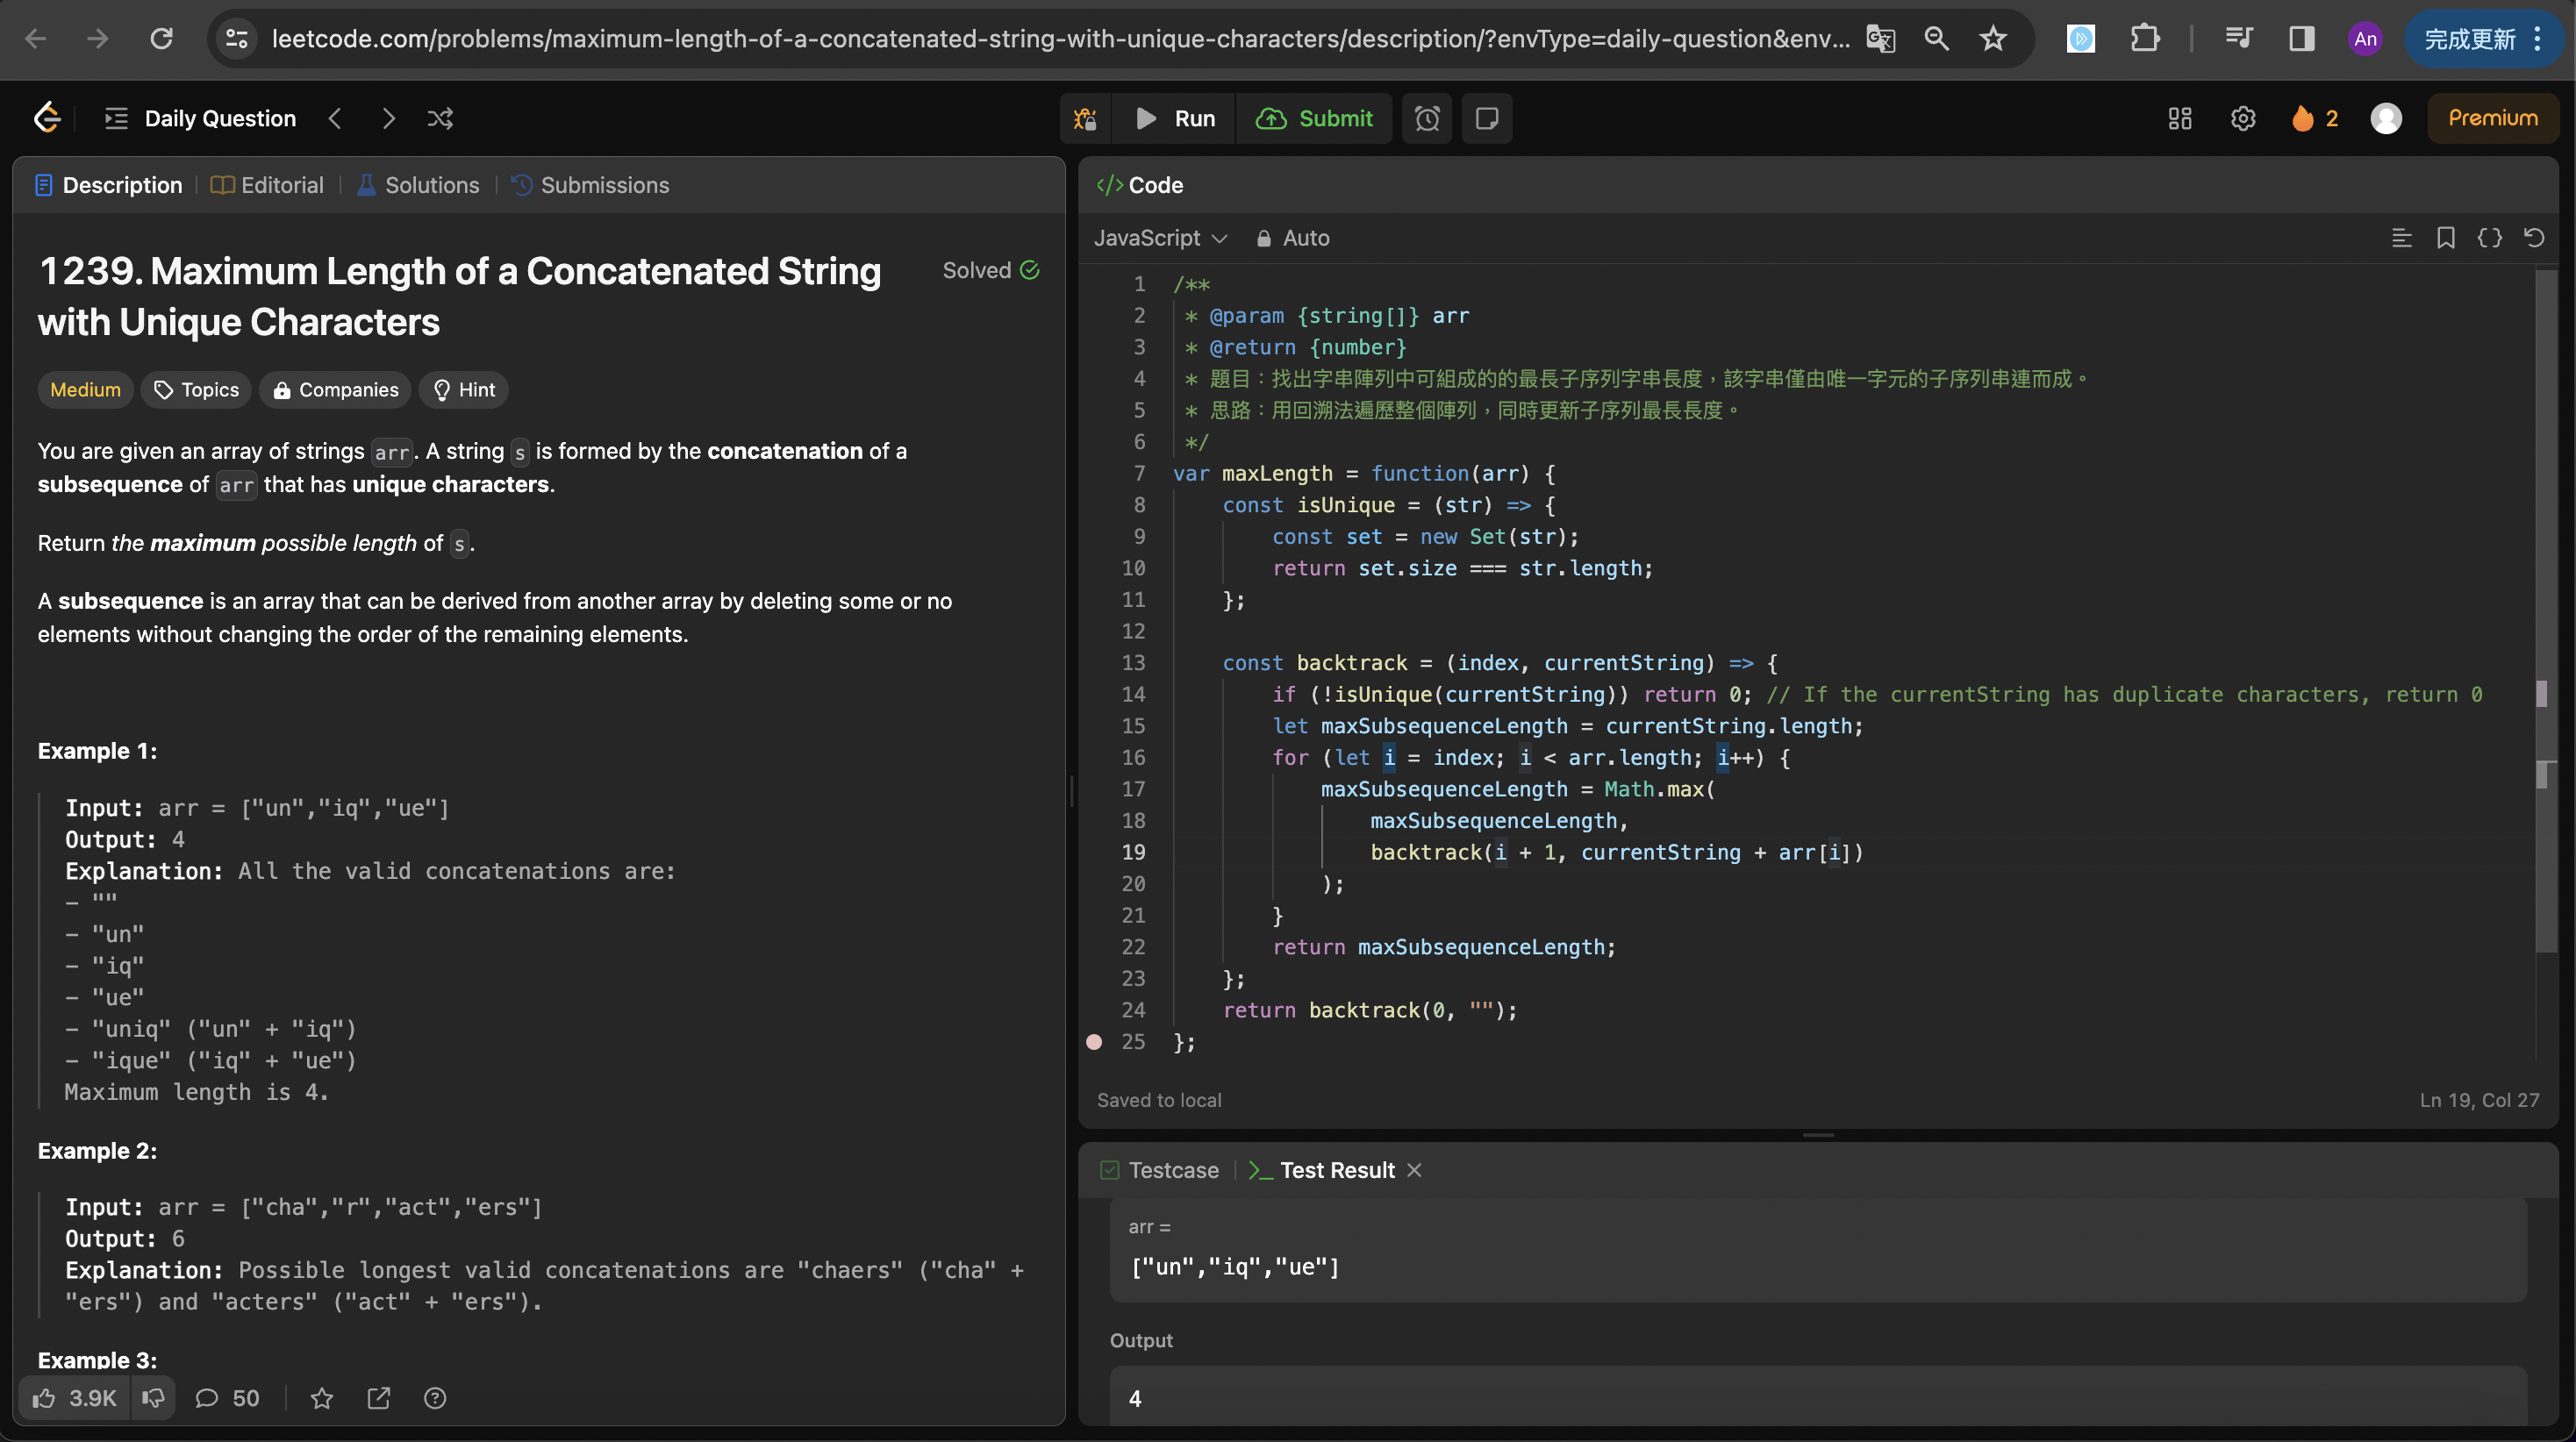 leetcode.com/problems/maximum-length-of-a-concatenated-string-with-unique-characters/description/?envType=daily-question&env...
An
完成更新
Daily Question
Run
Submit
2
Premium
Description
Editorial
Solutions
Submissions
1239. Maximum Length of a Concatenated String
with Unique Characters
Solved
Medium
Topics
Companies
Hint
You are given an array of strings arr. A string s is formed by the concatenation of a
subsequence of arr that has unique characters.
Return the maximum possible length of s.
A subsequence is an array that can be derived from another array by deleting some or no
elements without changing the order of the remaining elements.
Example 1:
Input: arr = ["un","iq","ue"]
Output: 4
Explanation: All the valid concatenations are:
- ""
- "un"
- "iq"
- "ue"
- "uniq" ("un" + "iq")
- "ique" ("iq" + "ue")
Maximum length is 4.
Example 2:
Input: arr = ["cha","r","act","ers"]
Output: 6
Explanation: Possible longest valid concatenations are "chaers" ("cha" +
"ers") and "acters" ("act" + "ers").
Example 3:
3.9K
50
</> Code
JavaScript
Auto
1 /**
2  * @param {string[]} arr
3  * @return {number}
4  * 題目：找出字串陣列中可組成的的最長子序列字串長度，該字串僅由唯一字元的子序列串連而成。
5  * 思路：用回溯法遍歷整個陣列，同時更新子序列最長長度。
6  */
7 var maxLength = function(arr) {
8     const isUnique = (str) => {
9         const set = new Set(str);
10         return set.size === str.length;
11     };
12
13     const backtrack = (index, currentString) => {
14         if (!isUnique(currentString)) return 0; // If the currentString has duplicate characters, return 0
15         let maxSubsequenceLength = currentString.length;
16         for (let i = index; i < arr.length; i++) {
17             maxSubsequenceLength = Math.max(
18                 maxSubsequenceLength,
19                 backtrack(i + 1, currentString + arr[i])
20             );
21         }
22         return maxSubsequenceLength;
23     };
24     return backtrack(0, "");
25 };
Saved to local
Ln 19, Col 27
Testcase
Test Result
arr =
["un","iq","ue"]
Output
4